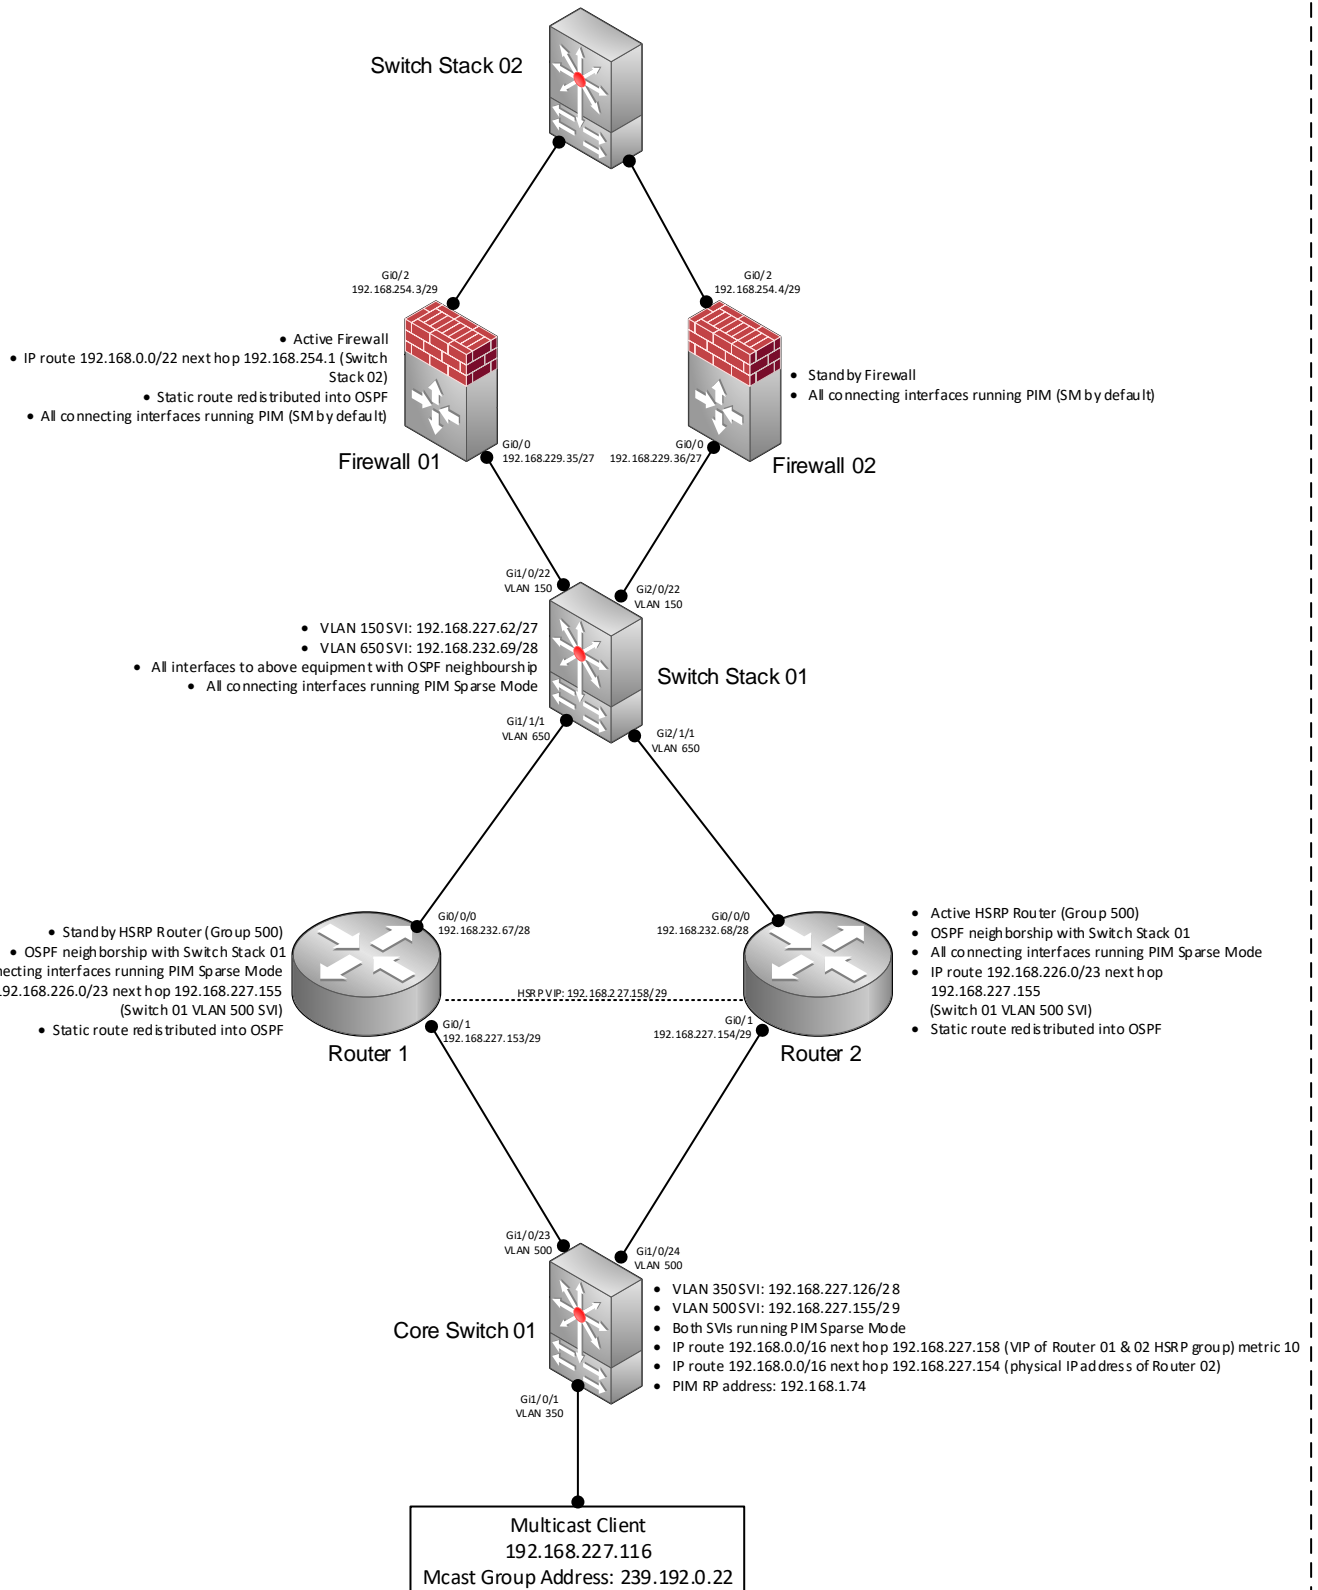 Switch Stack 02
Gi0/2
192.168.254.3/29
Gi0/2
192.168.254.4/29
• Active Firewall
• IP route 192.168.0.0/22 next hop 192.168.254.1 (Switch
Stack 02)
• Static route redistributed into OSPF
• All connecting interfaces running PIM (SM by default)
• Standby Firewall
• All connecting interfaces running PIM (SM by default)
Firewall 01
Gi0/0
192.168.229.35/27
Gi0/0
192.168.229.36/27
Firewall 02
Gi1/0/22
VLAN 150
Gi2/0/22
VLAN 150
• VLAN 150 SVI: 192.168.227.62/27
• VLAN 650 SVI: 192.168.232.69/28
• All interfaces to above equipment with OSPF neighbourship
• All connecting interfaces running PIM Sparse Mode
Switch Stack 01
Gi1/1/1
VLAN 650
Gi2/1/1
VLAN 650
Gi0/0/0
192.168.232.67/28
Gi0/0/0
192.168.232.68/28
• Standby HSRP Router (Group 500)
• OSPF neighborship with Switch Stack 01
necting interfaces running PIM Sparse Mode
192.168.226.0/23 next hop 192.168.227.155
(Switch 01 VLAN 500 SVI)
• Static route redistributed into OSPF
• Active HSRP Router (Group 500)
• OSPF neighborship with Switch Stack 01
• All connecting interfaces running PIM Sparse Mode
• IP route 192.168.226.0/23 next hop
192.168.227.155
(Switch 01 VLAN 500 SVI)
• Static route redistributed into OSPF
HSRP VIP: 192.168.227.158/29
Gi0/1
192.168.227.153/29
Gi0/1
192.168.227.154/29
Router 1
Router 2
Gi1/0/23
VLAN 500
Gi1/0/24
VLAN 500
Core Switch 01
• VLAN 350 SVI: 192.168.227.126/28
• VLAN 500 SVI: 192.168.227.155/29
• Both SVIs running PIM Sparse Mode
• IP route 192.168.0.0/16 next hop 192.168.227.158 (VIP of Router 01 & 02 HSRP group) metric 10
• IP route 192.168.0.0/16 next hop 192.168.227.154 (physical IP address of Router 02)
• PIM RP address: 192.168.1.74
Gi1/0/1
VLAN 350
Multicast Client
192.168.227.116
Mcast Group Address: 239.192.0.22